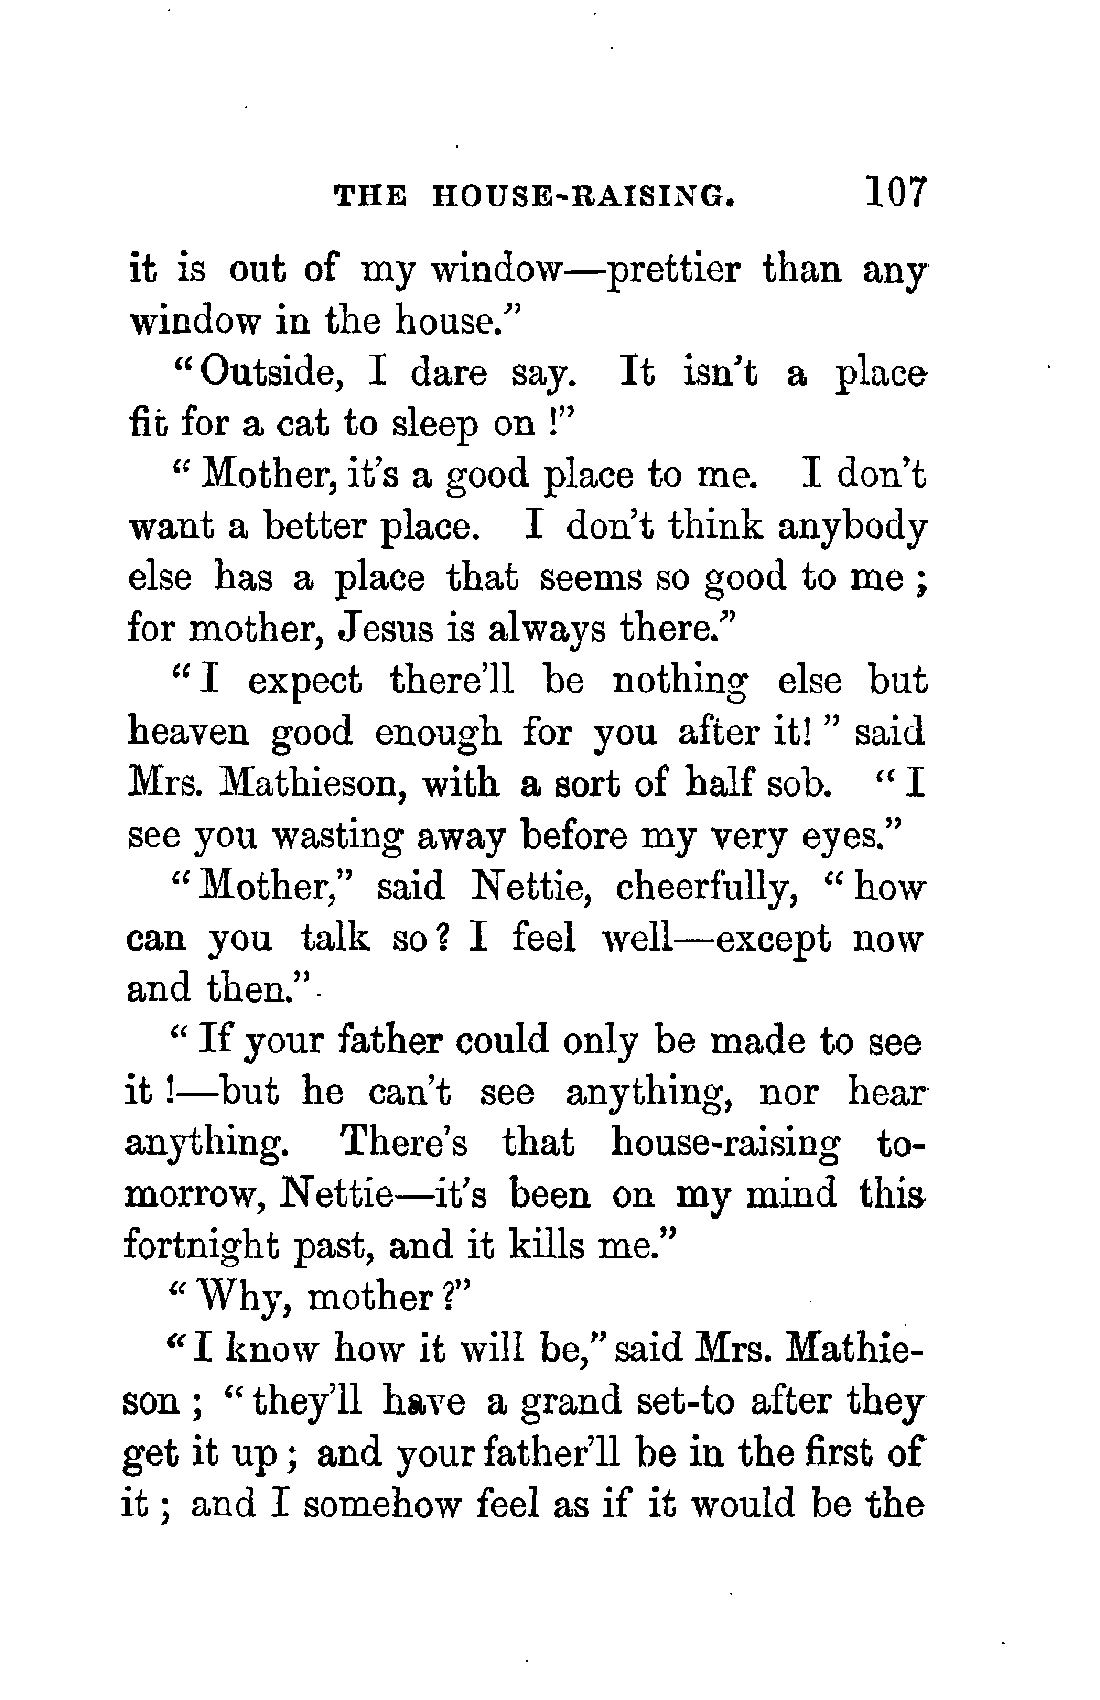 THE HOUSE-RAISING. 107
it is out of my window—prettier than any
window in the house."
"Outside, I dare say. It isn't a place
fit for a cat to sleep on !"
" Mother, it's a good place to me. I don't
want a better place. I don't think anybody
else has a place that seems so good to me ;
for mother, Jesus is always there."
"I expect there'll be nothing else but
heaven good enough for you after it! " said
Mrs. Mathieson, with a sort of half sob. "I
see you wasting away before my very eyes."
"Mother," said Nettie, cheerfully, "how
can you talk so? I feel well—except now
and then."
" If your father could only be made to see
it !—but he can't see anything, nor hear
anything. There's that house-raising to-
morrow, Nettie—it's been on my mind this
fortnight past, and it kills me."
"Why, mother ?"
"I know how it will be," said Mrs. Mathie-
son ; "they'll have a grand set-to after they
get it up ; and your father'll be in the first of
it ; and I somehow feel as if it would be the